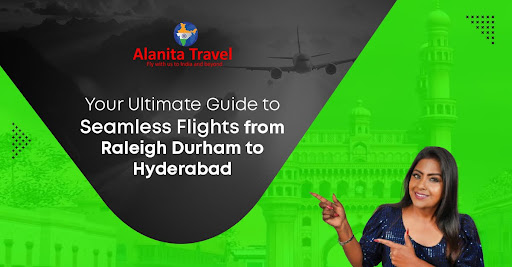 Alanita Travel
Fly with us to India and beyond
Your Ultimate Guide to
Seamless Flights from
Raleigh Durham to
Hyderabad